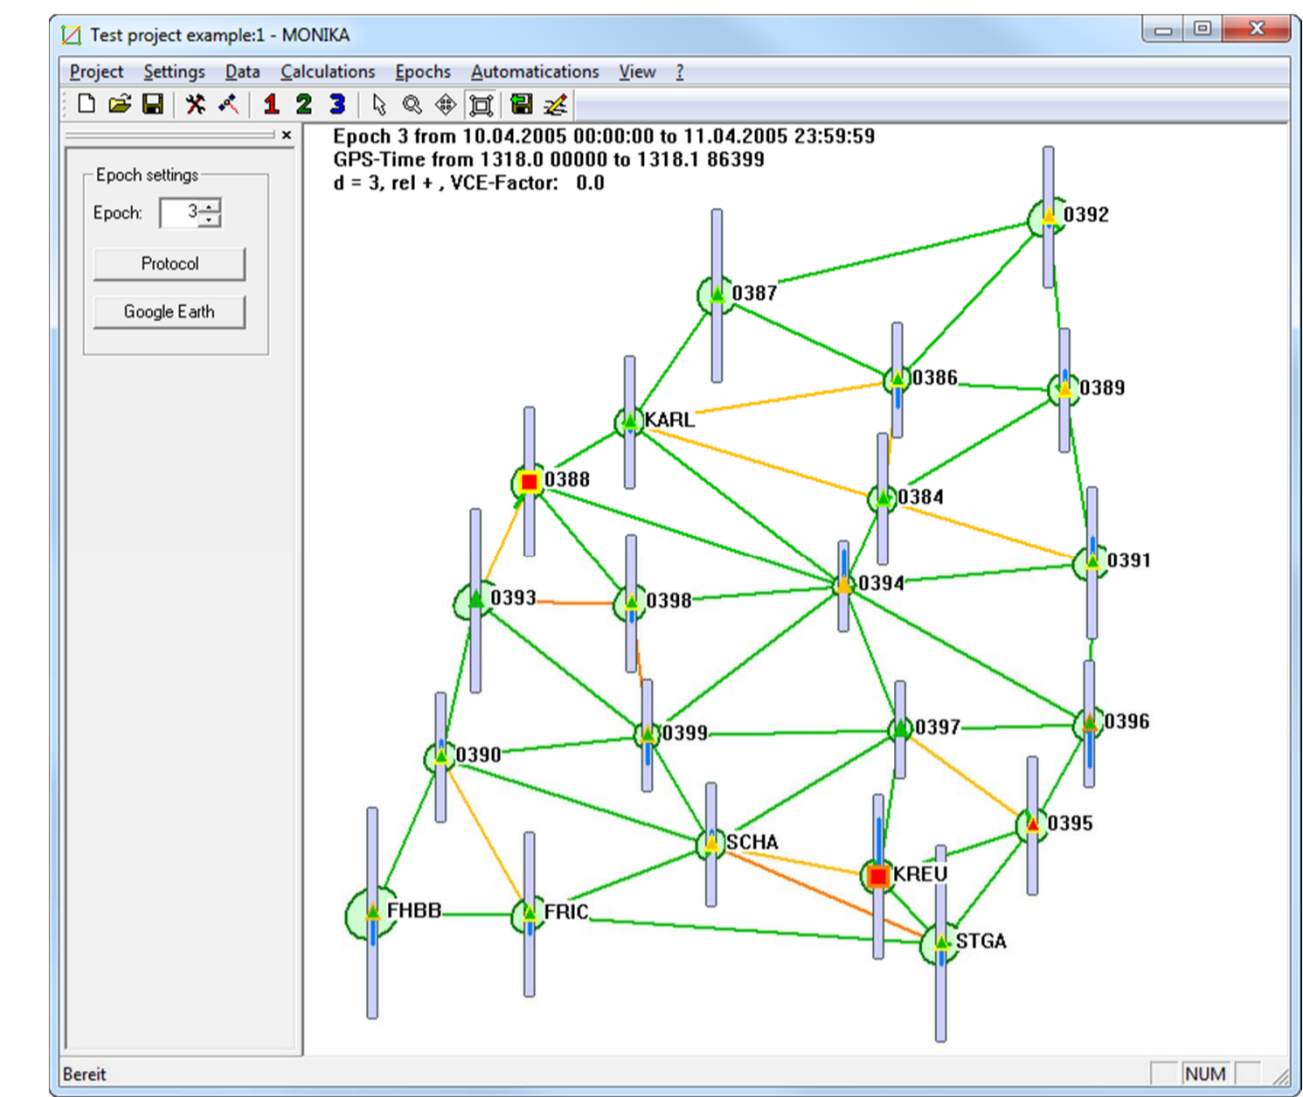 Test project example:1 - MONIKA
Project Settings Data Calculations Epochs Automatications View ?
1 2 3
Epoch settings
Epoch: 3
Protocol
Google Earth
Epoch 3 from 10.04.2005 00:00:00 to 11.04.2005 23:59:59
GPS-Time from 1318.0 00000 to 1318.1 86399
d = 3, rel + , VCE-Factor: 0.0
0392
0387
0386
0389
KARL
0388
0384
0391
0394
0393
0398
0396
0397
0399
0390
0395
SCHA
KREU
FHBB
FRIC
STGA
Bereit
NUM